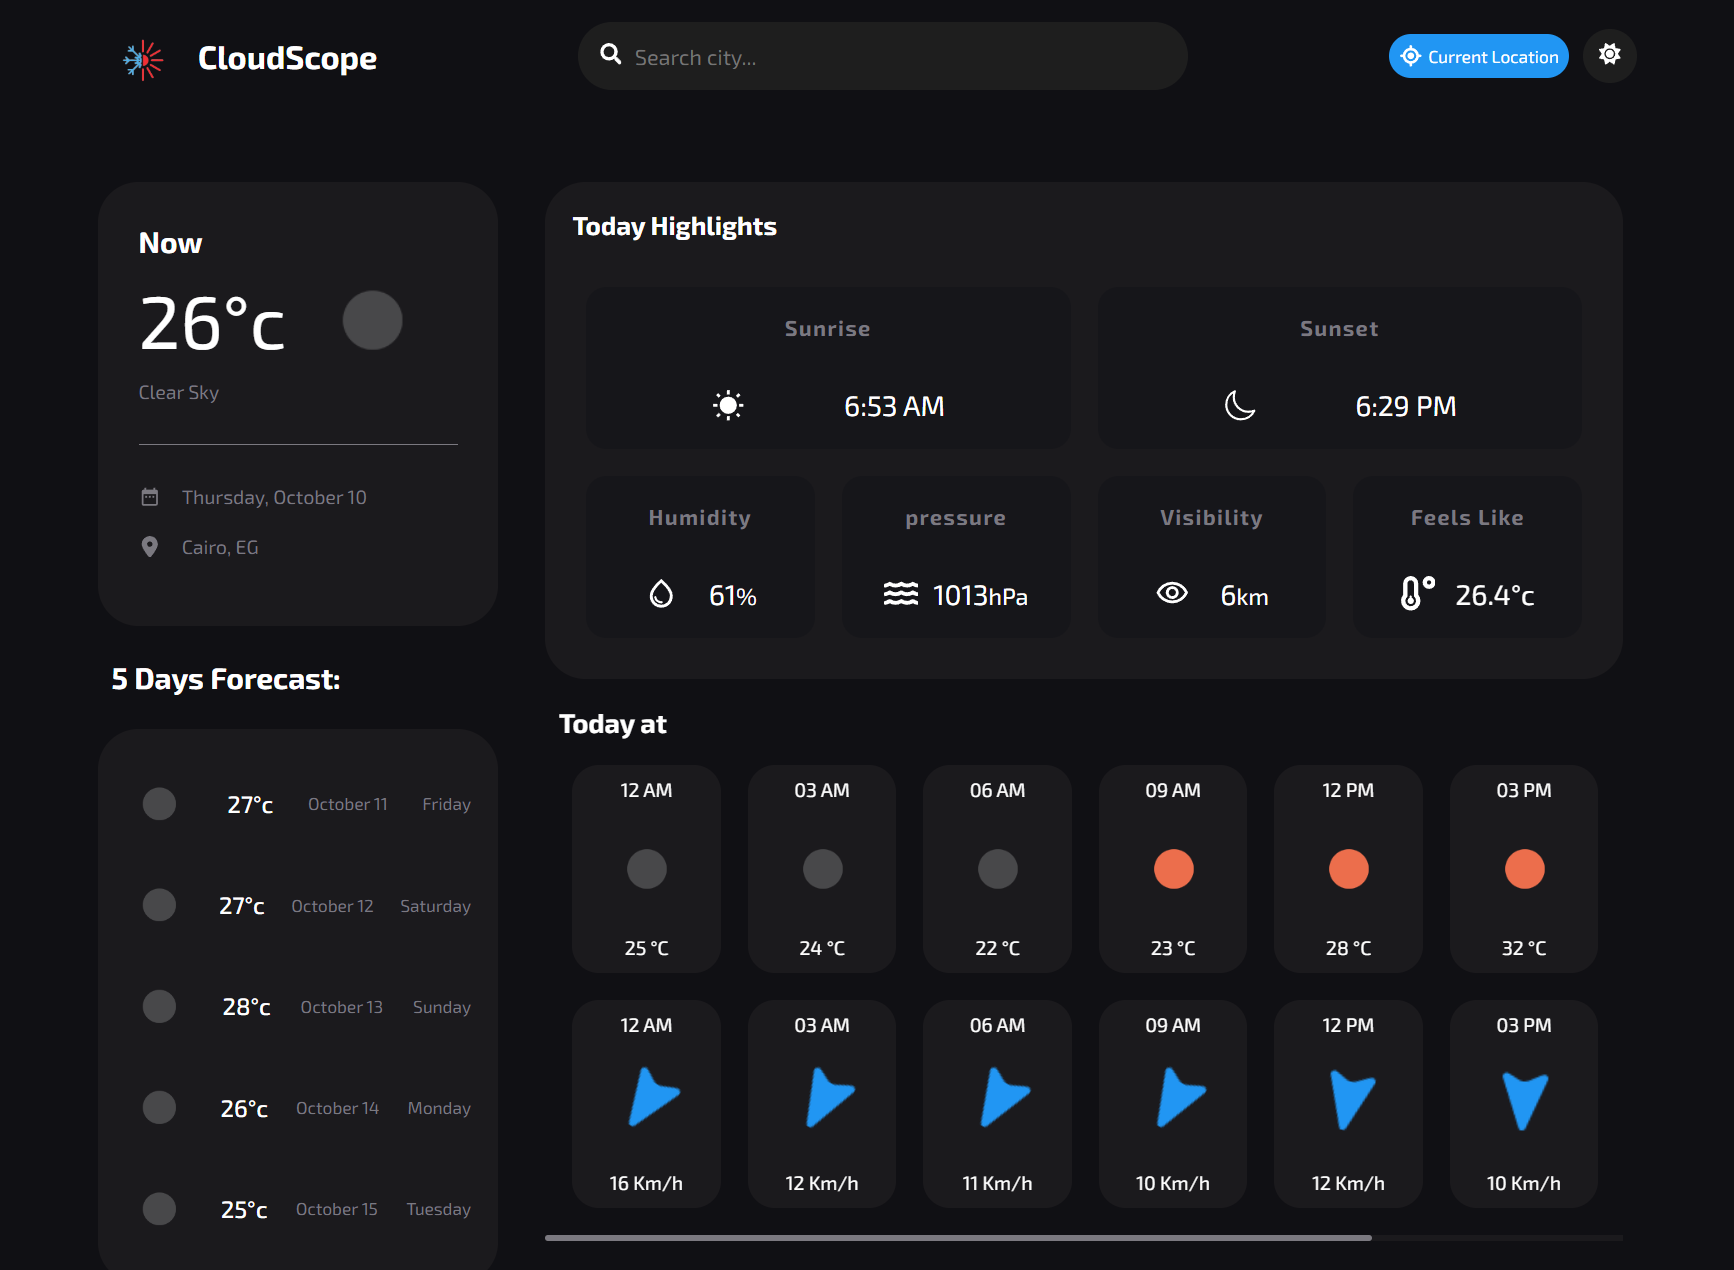 CloudScope
Search city...
Current Location
Now
26°c
Clear Sky
Thursday, October 10
Cairo, EG
5 Days Forecast:
27°c October 11 Friday
27°c October 12 Saturday
28°c October 13 Sunday
26°c October 14 Monday
25°c October 15 Tuesday
Today Highlights
Sunrise
6:53 AM
Sunset
6:29 PM
Humidity
61%
pressure
1013hPa
Visibility
6km
Feels Like
26.4°c
Today at
12 AM 03 AM 06 AM 09 AM 12 PM 03 PM
25 °C 24 °C 22 °C 23 °C 28 °C 32 °C
12 AM 03 AM 06 AM 09 AM 12 PM 03 PM
16 Km/h 12 Km/h 11 Km/h 10 Km/h 12 Km/h 10 Km/h